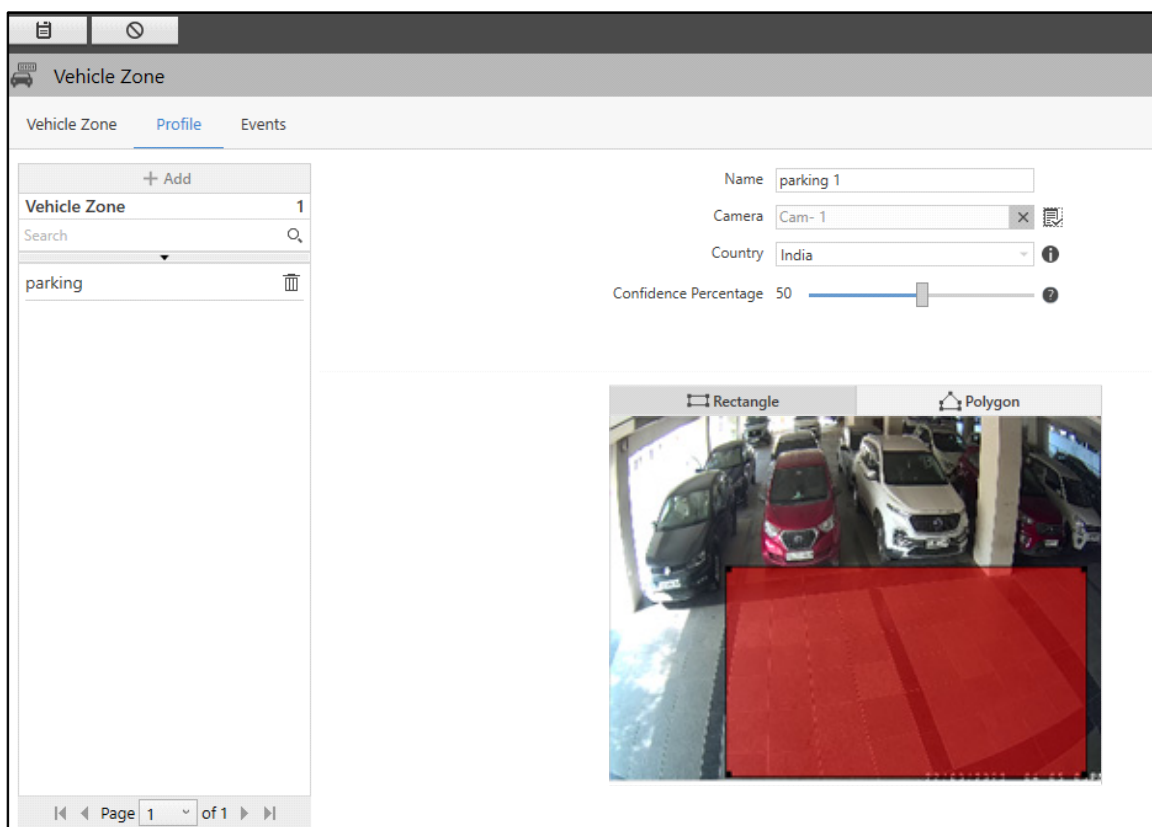 Vehicle Zone
Vehicle Zone Profile Events
+ Add
Vehicle Zone 1
Search
parking
Page 1 of 1
Name parking 1
Camera Cam- 1
Country India
Confidence Percentage 50
Rectangle Polygon